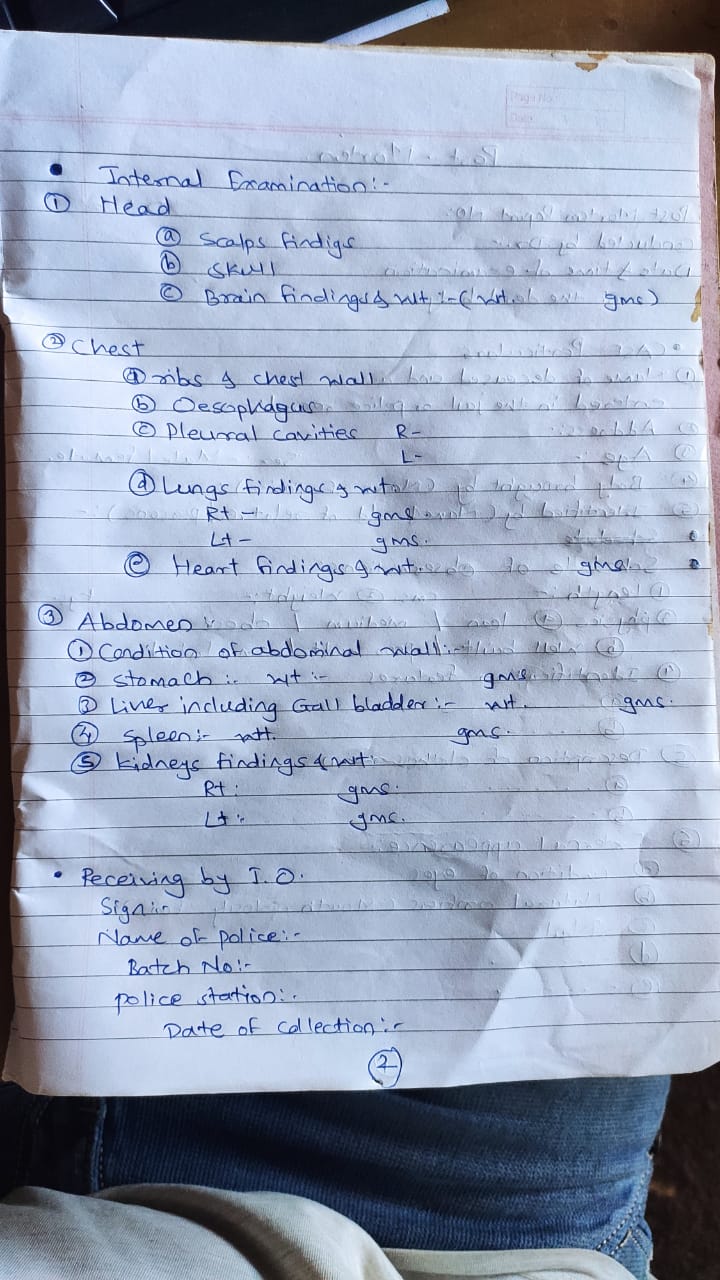 Page No.
Date
• Internal Examination:-
① Head
ⓐ Scalps findigs
ⓑ Skull
ⓒ Brain findings & wt :- (wt. gms)
② Chest
ⓐ ribs & chest wall
ⓑ Oesophagus
ⓒ Pleural cavities R-
L-
ⓓ Lungs findings & wt
Rt - gms
Lt - gms.
ⓔ Heart findings & wt. gms.
③ Abdomen
① Condition of abdominal wall:-
② Stomach :- wt :- gms
③ Liver including Gall bladder :- wt. gms.
④ Spleen :- wt. gms.
⑤ kidneys findings & wt
Rt : gms.
Lt :- gms.
• Receiving by I.O.
Sign:-
Name of police:-
Batch No:-
police station:-
Date of collection:-
②